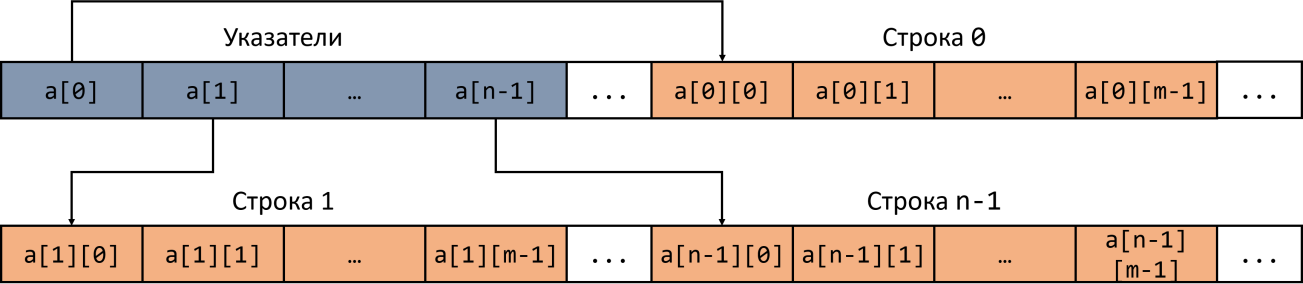 Указатели
Строка 0
a[0] a[1] … a[n-1] ... a[0][0] a[0][1] … a[0][m-1] ...
Строка 1
Строка n-1
a[1][0] a[1][1] … a[1][m-1] ... a[n-1][0] a[n-1][1] … a[n-1]
[m-1] ...